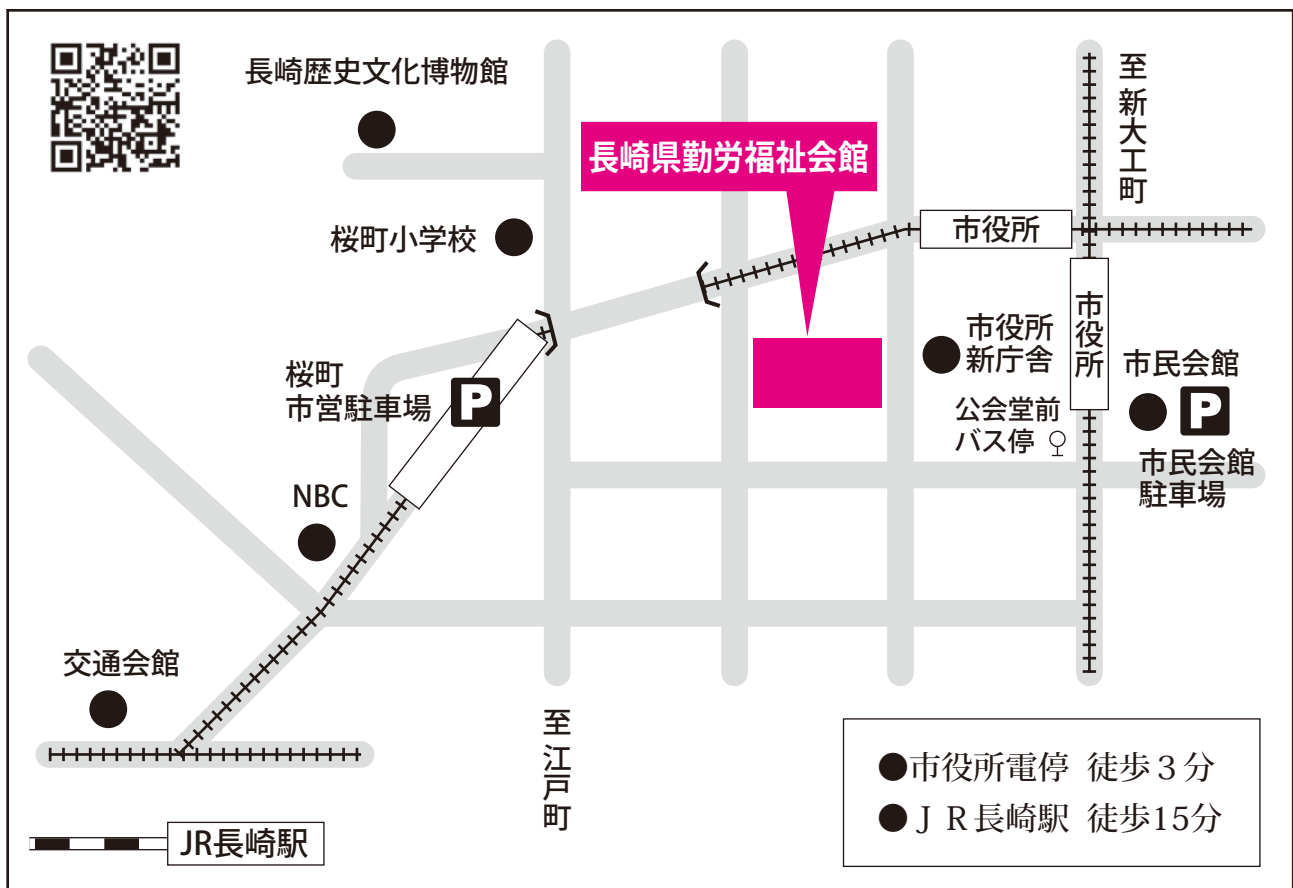 長崎歴史文化博物館
至新大工町
長崎県勤労福祉会館
桜町小学校
市役所
市役所
市役所
新庁舎
市民会館
桜町
市営駐車場
P
公会堂前
バス停
P
市民会館
駐車場
NBC
交通会館
至江戸町
●市役所電停 徒歩３分
●ＪＲ長崎駅 徒歩15分
JR長崎駅